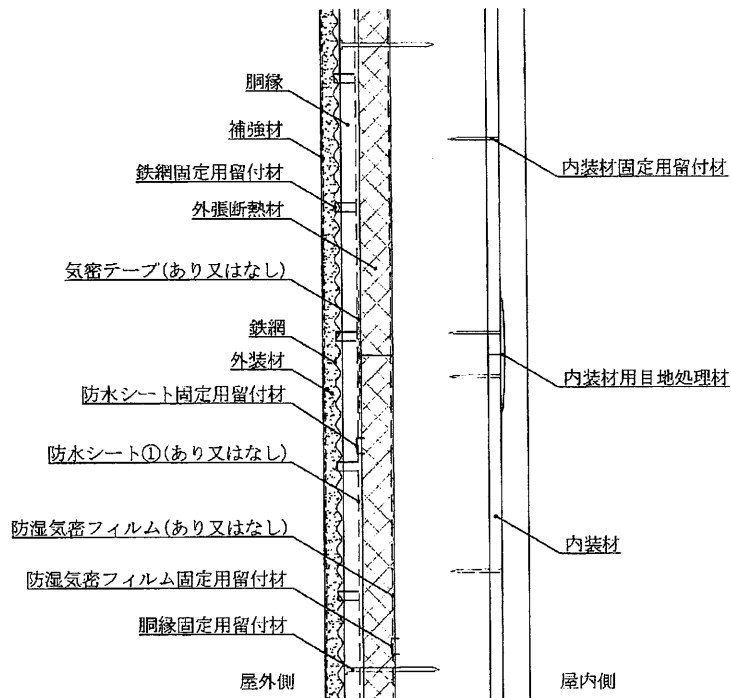 胴縁
補強材
鉄網固定用留付材
外張断熱材
気密テープ(あり又はなし)
鉄網
外装材
防水シート固定用留付材
防水シート①(あり又はなし)
防湿気密フィルム(あり又はなし)
防湿気密フィルム固定用留付材
胴縁固定用留付材
屋外側
内装材固定用留付材
内装材用目地処理材
内装材
屋内側